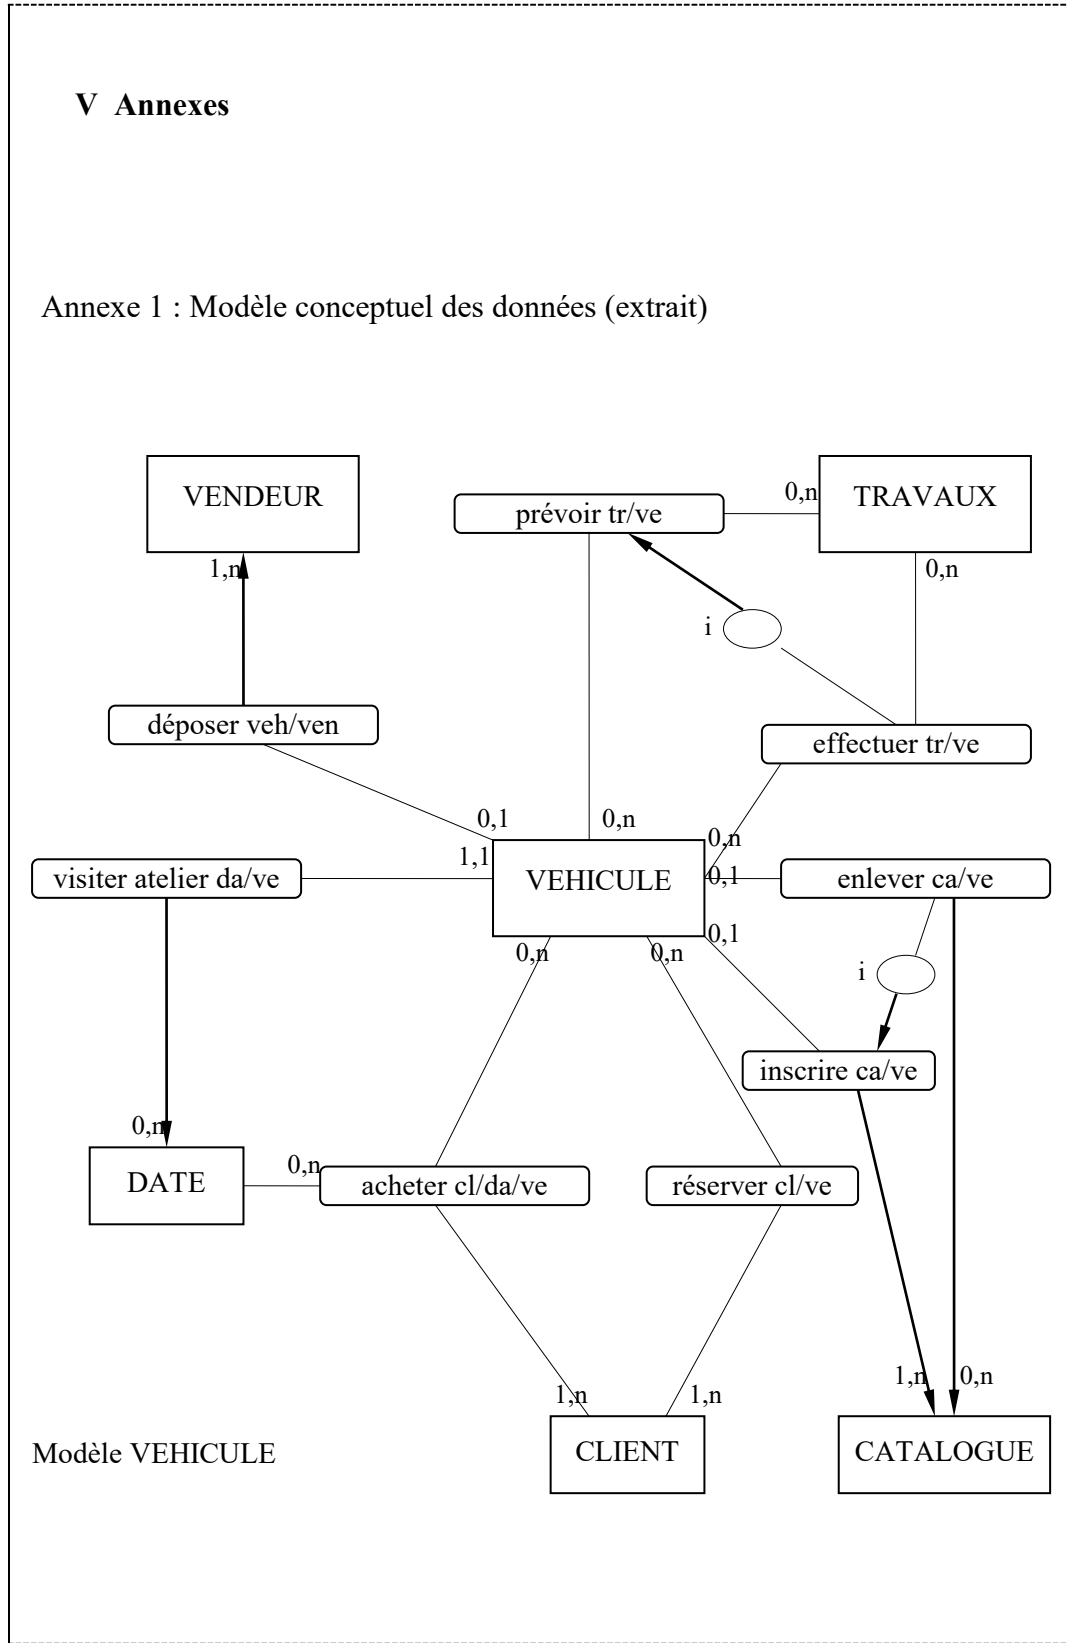 V Annexes
Annexe 1 : Modèle conceptuel des données (extrait)
VENDEUR
prévoir tr/ve
0,n
TRAVAUX
1,n
0,n
i
déposer veh/ven
effectuer tr/ve
0,1
0,n
0,n
1,1
visiter atelier da/ve
VEHICULE
0,1
enlever ca/ve
0,1
0,n
0,n
i
inscrire ca/ve
0,n
0,n
DATE
acheter cl/da/ve
réserver cl/ve
1,n
1,n
1,n
0,n
Modèle VEHICULE
CLIENT
CATALOGUE